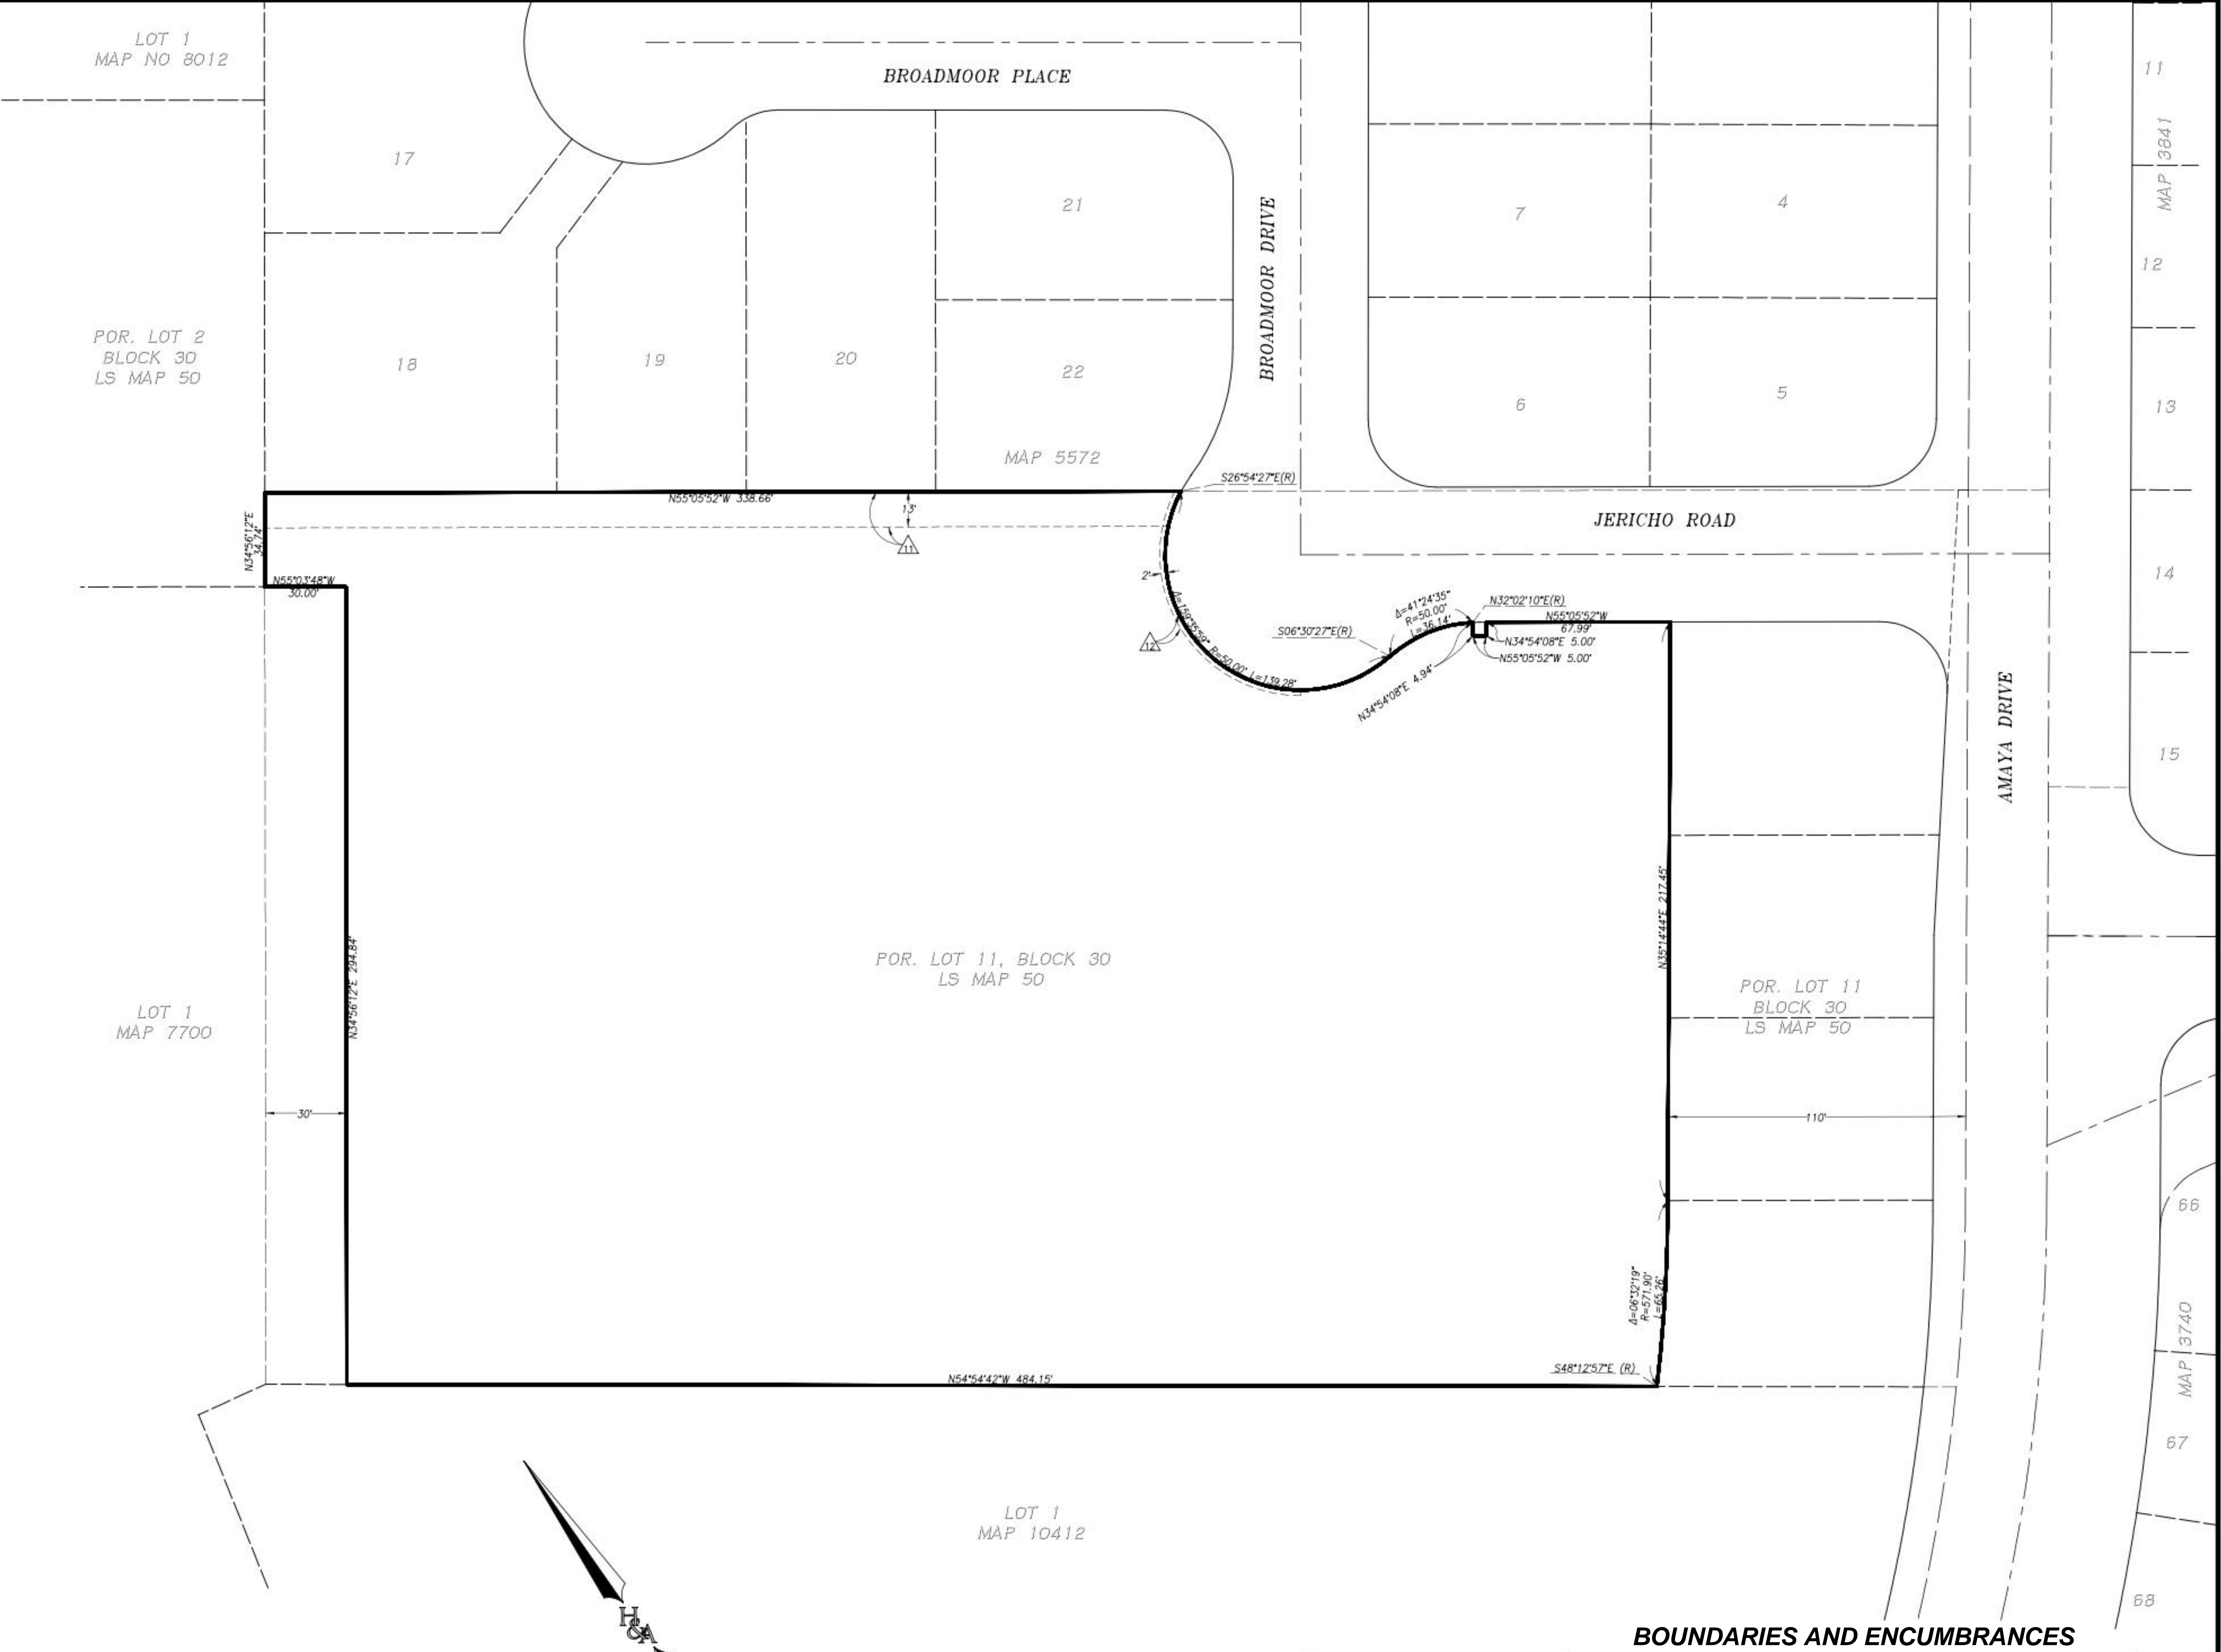 LOT 1
MAP NO 8012
BROADMOOR PLACE
11
MAP 3841
17
21
7
4
BROADMOOR DRIVE
12
POR. LOT 2
BLOCK 30
LS MAP 50
18
19
20
22
6
5
13
MAP 5572
S26°54'27"E(R)
N55°05'52"W 338.66'
13'
JERICHO ROAD
N34°56'12"E
34.74'
11
14
N55°03'48"W
30.00'
2'
Δ=159°35'59" R=50.00' L=139.28'
12
S06°30'27"E(R)
Δ=41°24'35"
R=50.00'
L=36.14'
N32°02'10"E(R)
N55°05'52"W
67.99'
N34°54'08"E 5.00'
N55°05'52"W 5.00'
N34°54'08"E 4.94'
AMAYA DRIVE
15
N34°56'12"E 294.84'
POR. LOT 11, BLOCK 30
LS MAP 50
N35°14'44"E 217.45'
POR. LOT 11
BLOCK 30
LS MAP 50
LOT 1
MAP 7700
30'
110'
66
Δ=06°32'19"
R=571.90'
L=65.26'
MAP 3740
S48°12'57"E (R)
N54°54'42"W 484.15'
67
LOT 1
MAP 10412
68
H&A
BOUNDARIES AND ENCUMBRANCES